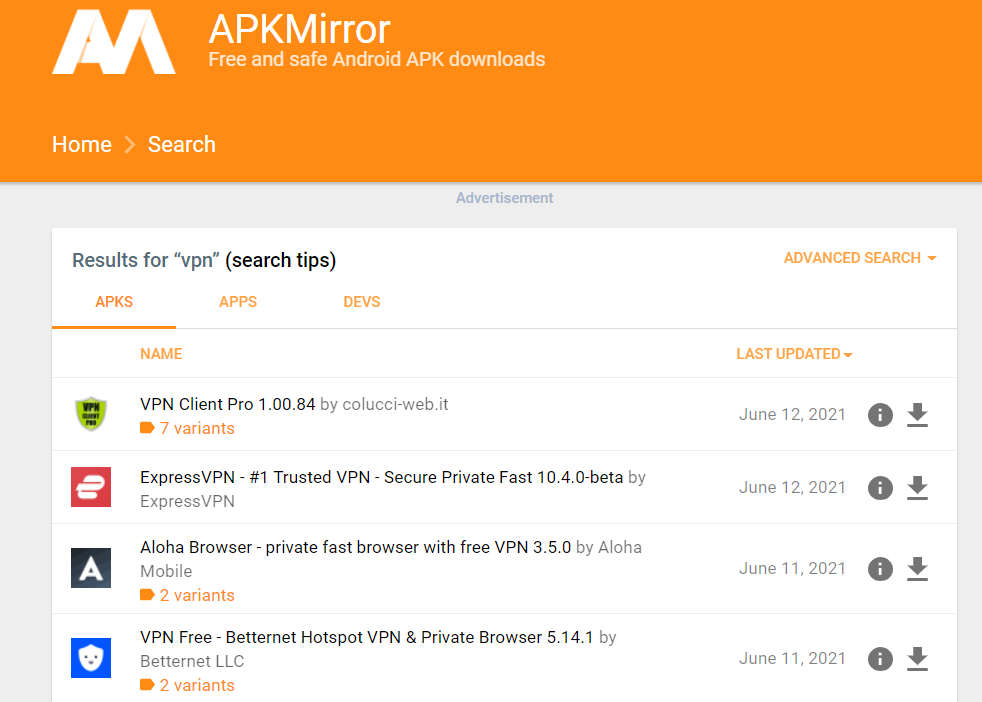 APKMirror
Free and safe Android APK downloads
Home
Search
Advertisement
Results for “vpn” (search tips)
ADVANCED SEARCH
APKS
APPS
DEVS
NAME
LAST UPDATED
VPN CLIENT PRO
VPN Client Pro 1.00.84 by colucci-web.it
7 variants
June 12, 2021
ExpressVPN - #1 Trusted VPN - Secure Private Fast 10.4.0-beta by
ExpressVPN
June 12, 2021
Aloha Browser - private fast browser with free VPN 3.5.0 by Aloha
Mobile
2 variants
June 11, 2021
VPN Free - Betternet Hotspot VPN & Private Browser 5.14.1 by
Betternet LLC
2 variants
June 11, 2021